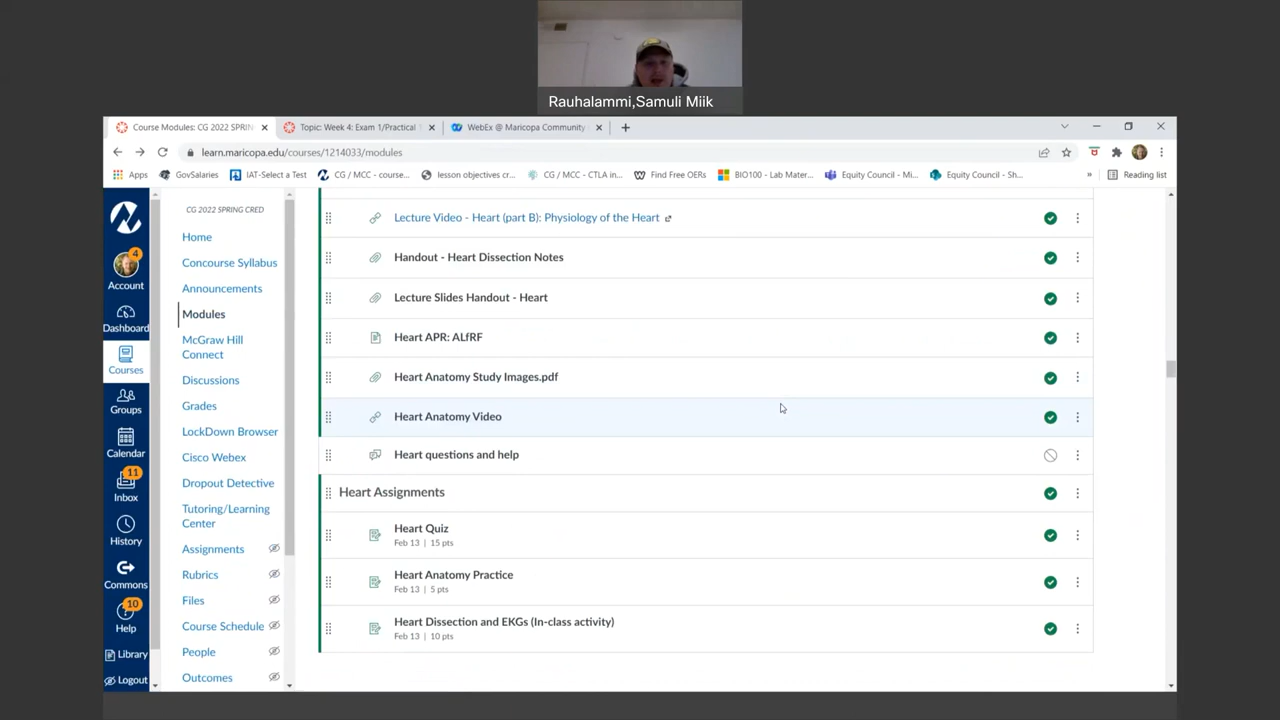 Rauhalammi,Samuli Miik
Course Modules: CG 2022 SPRIN
Topic: Week 4: Exam 1/Practical
WebEx @ Maricopa Community
learn.maricopa.edu/courses/1214033/modules
Apps
GovSalaries
IAT-Select a Test
CG / MCC - course...
lesson objectives cr...
CG / MCC - CTLA in...
Find Free OERs
BIO100 - Lab Mater...
Equity Council - Mi...
Equity Council - Sh...
»
Reading list
4
Account
Dashboard
Courses
Groups
Calendar
11
Inbox
History
Commons
10
Help
Library
Logout
CG 2022 SPRING CRED
Home
Concourse Syllabus
Announcements
Modules
McGraw Hill
Connect
Discussions
Grades
LockDown Browser
Cisco Webex
Dropout Detective
Tutoring/Learning
Center
Assignments
Rubrics
Files
Course Schedule
People
Outcomes
Lecture Video - Heart (part B): Physiology of the Heart
Handout - Heart Dissection Notes
Lecture Slides Handout - Heart
Heart APR: ALfRF
Heart Anatomy Study Images.pdf
Heart Anatomy Video
Heart questions and help
Heart Assignments
Heart Quiz
Feb 13 | 15 pts
Heart Anatomy Practice
Feb 13 | 5 pts
Heart Dissection and EKGs (In-class activity)
Feb 13 | 10 pts